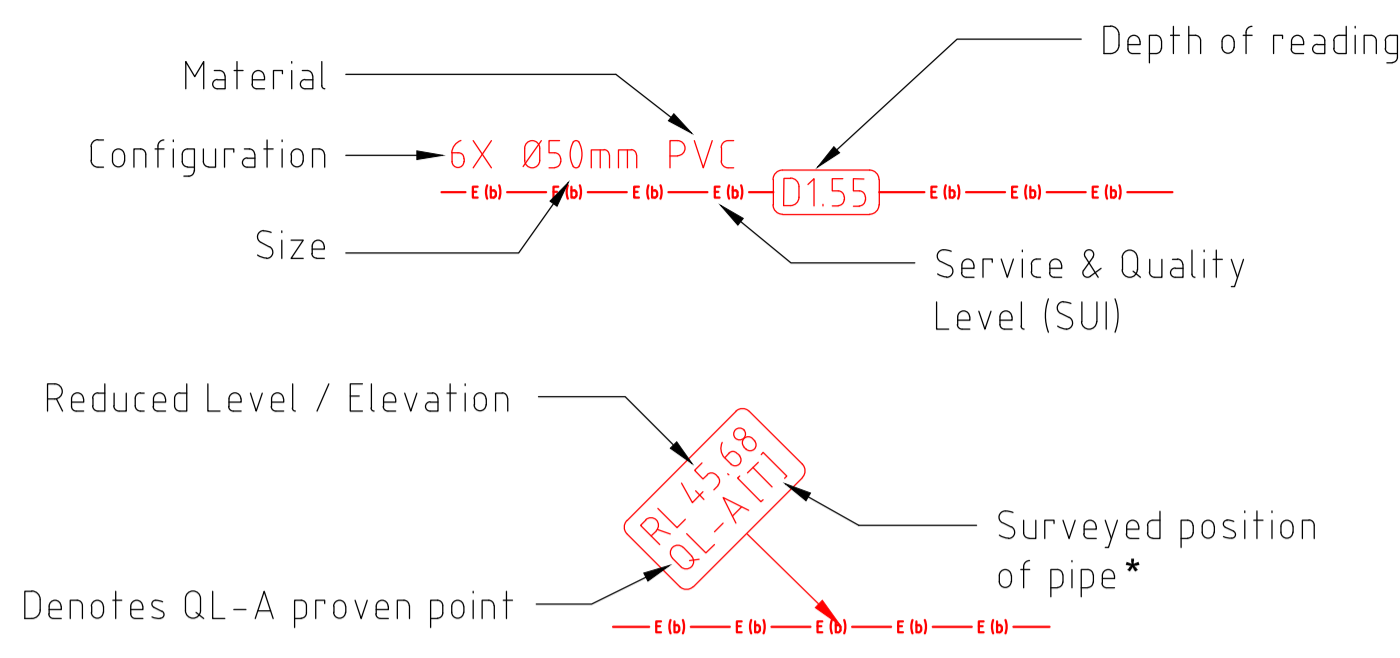 Depth of reading
Material
Configuration
6X Ø50mm PVC
E (b) E (b) E (b) E (b) D1.55 E (b) E (b) E (b)
Size
Service & Quality
Level (SUI)
Reduced Level / Elevation
RL 45.68
QL-A[T]
Surveyed position
of pipe*
Denotes QL-A proven point
E (b) E (b) E (b) E (b) E (b)